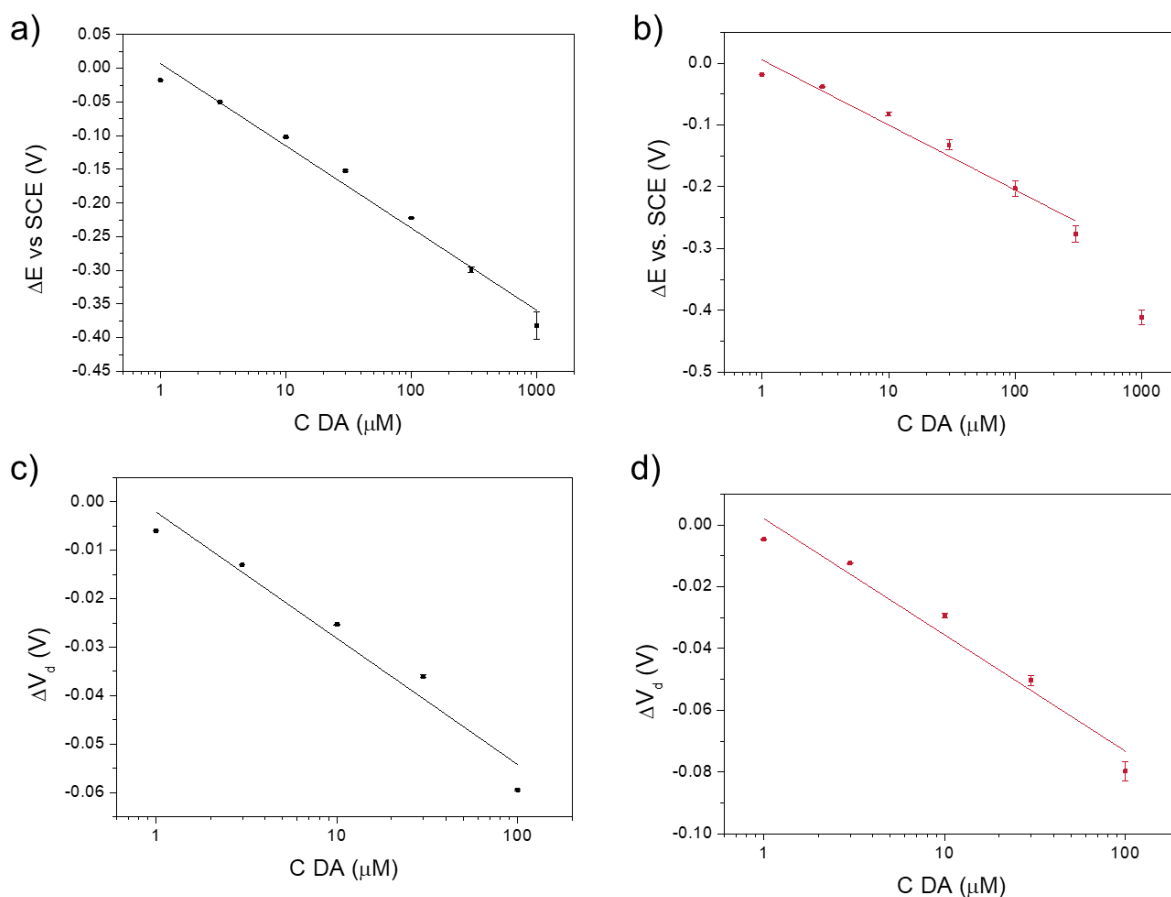 a)
0.05
0.00
-0.05
-0.10
-0.15
-0.20
-0.25
-0.30
-0.35
-0.40
-0.45
ΔE vs SCE (V)
1 10 100 1000
C DA (μM)
b)
0.0
-0.1
-0.2
-0.3
-0.4
-0.5
ΔE vs. SCE (V)
1 10 100 1000
C DA (μM)
c)
0.00
-0.01
-0.02
-0.03
-0.04
-0.05
-0.06
ΔVd (V)
1 10 100
C DA (μM)
d)
0.00
-0.02
-0.04
-0.06
-0.08
-0.10
ΔVd (V)
1 10 100
C DA (μM)